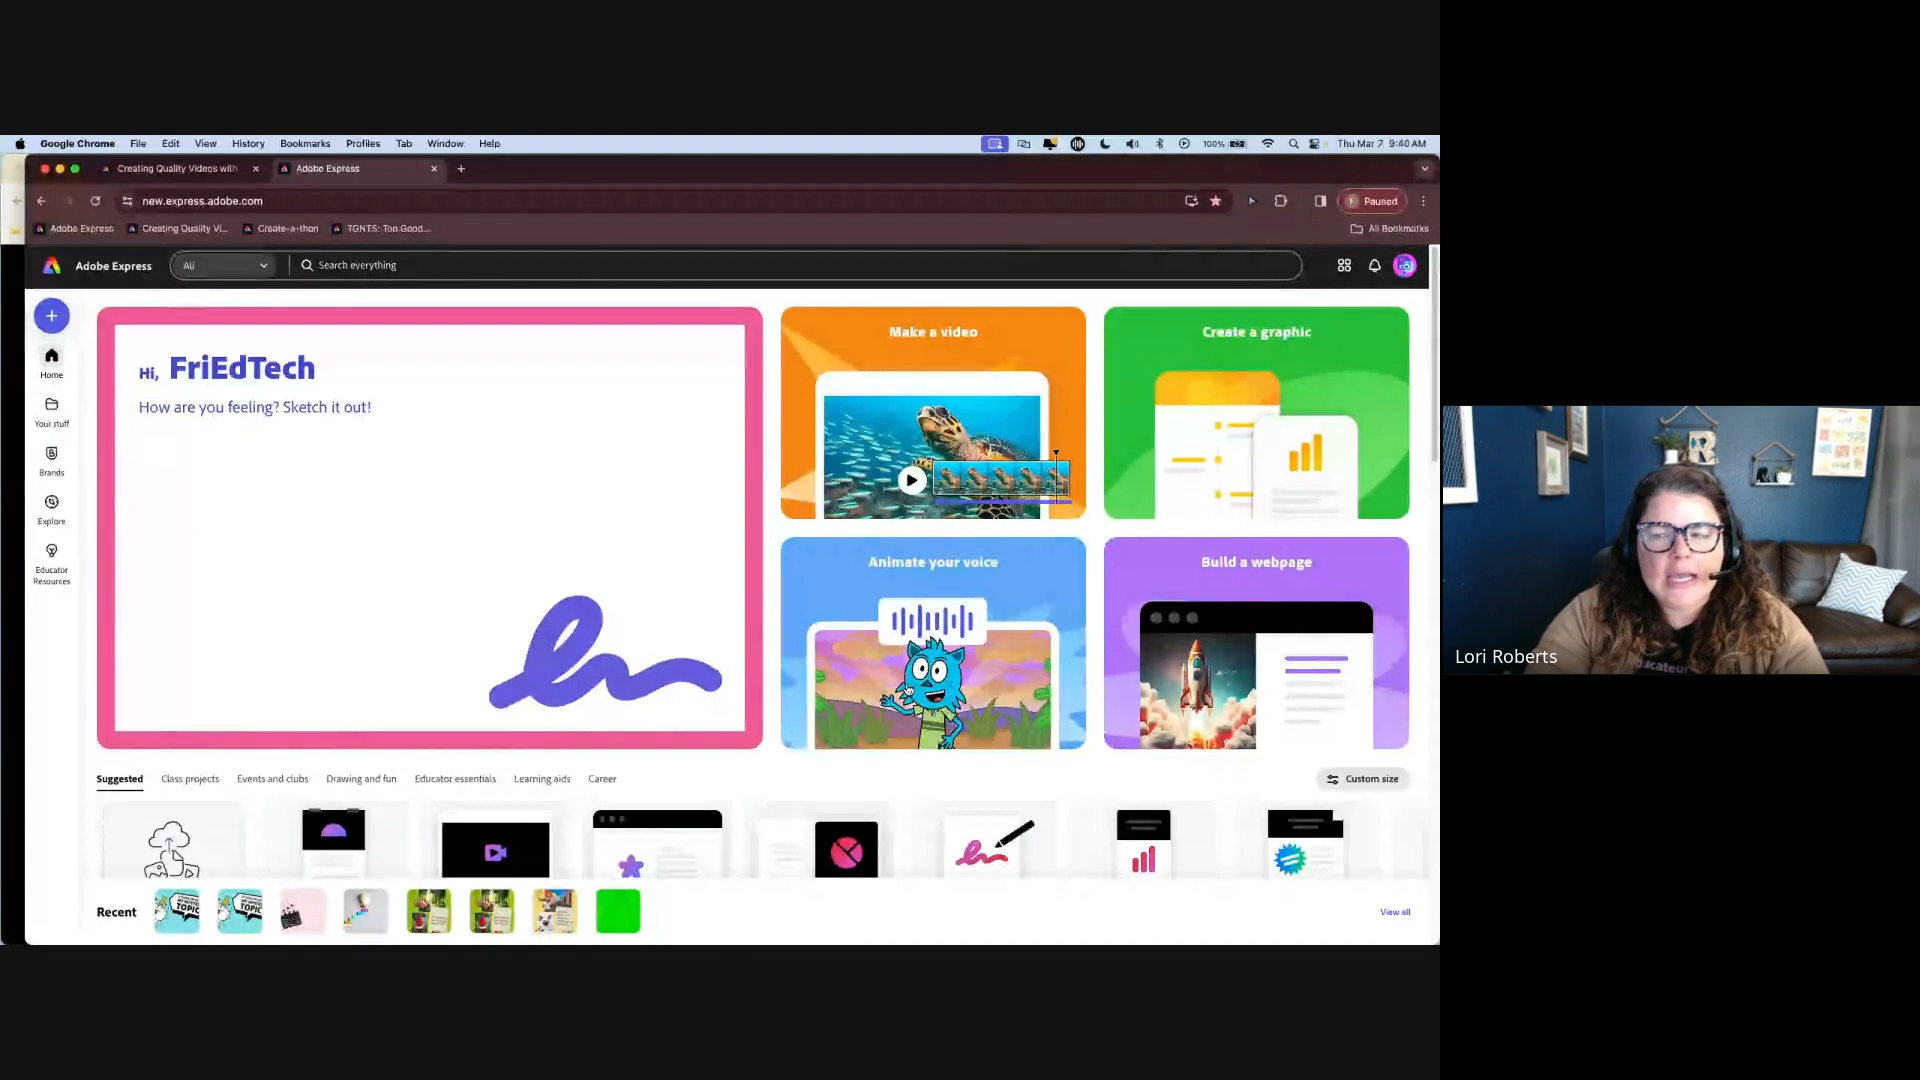 Google Chrome File Edit View History Bookmarks Profiles Tab Window Help 100% Thu Mar 7 9:40 AM
Creating Quality Videos with Adobe Express
new.express.adobe.com Paused
Adobe Express Creating Quality Vi... Create-a-thon TGNTS: Too Good... All Bookmarks
Adobe Express All Search everything
Home
Your stuff
Brands
Explore
Educator
Resources
Hi, FriEdTech
How are you feeling? Sketch it out!
Make a video
Create a graphic
Animate your voice
Build a webpage
Suggested Class projects Events and clubs Drawing and fun Educator essentials Learning aids Career Custom size
Recent
TOPIC
TOPIC
View all
Lori Roberts